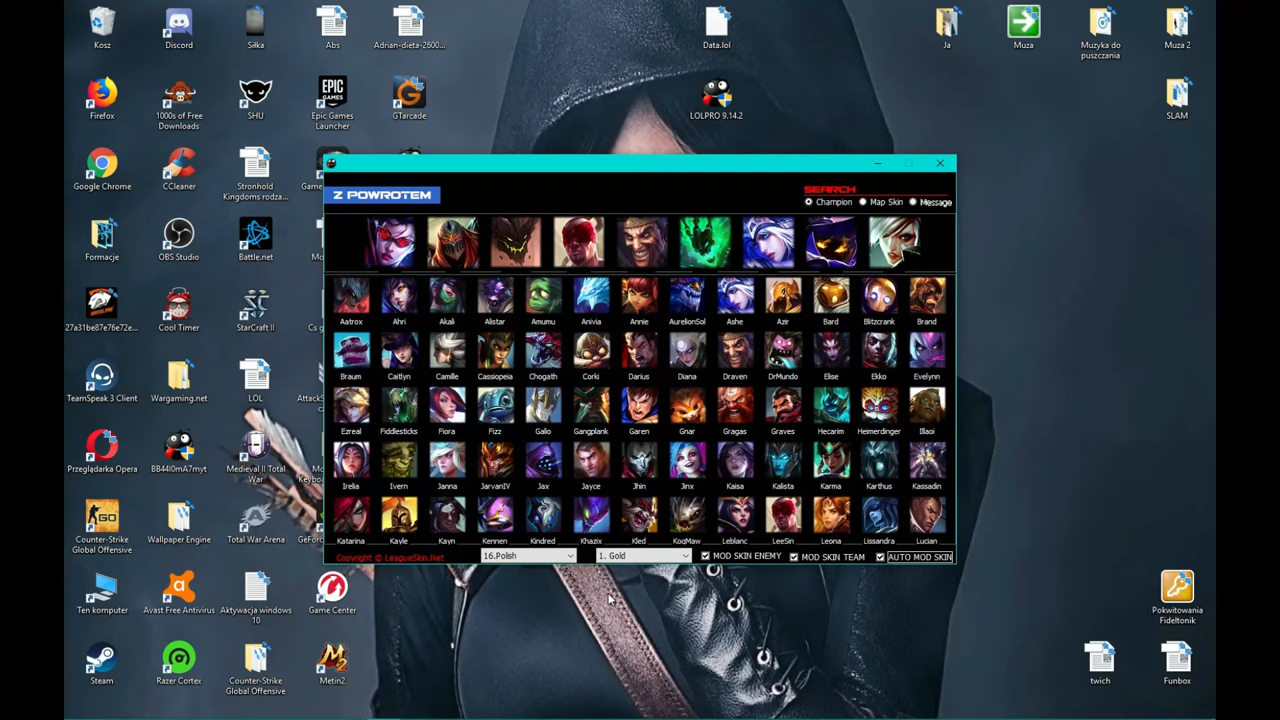 Kosz
Discord
Siłka
Abs
Adrian-dieta-2600...
Data.lol
Ja
Muza
Muzyka do
puszczania
Muza 2
Firefox
1000s of Free
Downloads
SHU
EPIC
GAMES
Epic Games
Launcher
GTarcade
LOLPRO 9.14.2
SLAM
Google Chrome
CCleaner
Stronhold
Kingdoms rodza...
Z POWROTEM
SEARCH
Champion
Map Skin
Message
Formacje
OBS Studio
Battle.net
27a31be87e76e72e...
Cool Timer
StarCraft II
Aatrox
Ahri
Akali
Alistar
Amumu
Anivia
Annie
AurelionSol
Ashe
Azir
Bard
Blitzcrank
Brand
Braum
Caitlyn
Camille
Cassiopeia
Chogath
Corki
Darius
Diana
Draven
DrMundo
Elise
Ekko
Evelynn
TeamSpeak 3 Client
Wargaming.net
LOL
Ezreal
Fiddlesticks
Fiora
Fizz
Galio
Gangplank
Garen
Gnar
Gragas
Graves
Hecarim
Heimerdinger
Illaoi
Przeglądarka Opera
BB44l0mA7myt
Medieval II Total
War
Irelia
Ivern
Janna
JarvanIV
Jax
Jayce
Jhin
Jinx
Kaisa
Kalista
Karma
Karthus
Kassadin
GO
Counter-Strike
Global Offensive
Wallpaper Engine
Total War Arena
Katarina
Kayle
Kayn
Kennen
Kindred
Khazix
Kled
KogMaw
Leblanc
LeeSin
Leona
Lissandra
Lucian
Copyright © LeagueSkin.Net
16.Polish
1. Gold
MOD SKIN ENEMY
MOD SKIN TEAM
AUTO MOD SKIN
Ten komputer
Avast Free Antivirus
Aktywacja windows
10
Game Center
Pokwitowania
Fideltonik
Steam
Razer Cortex
Counter-Strike
Global Offensive
Metin2
twich
Funbox